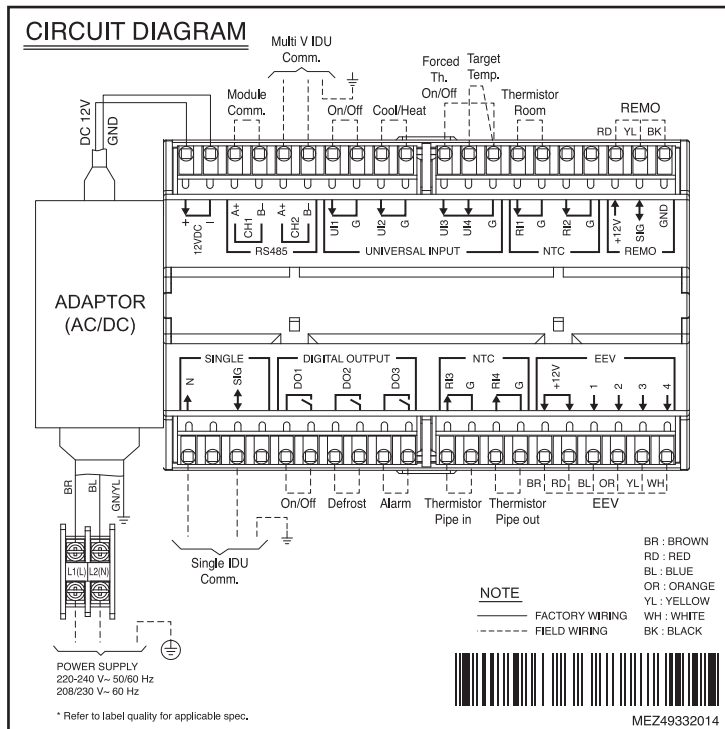 CIRCUIT DIAGRAM
Multi V IDU
Comm.
Module
Comm.
On/Off
Cool/Heat
Forced
Th.
On/Off
Target
Temp.
Thermistor
Room
REMO
RD
YL
BK
DC 12V
GND
+
–
12VDC
A+
CH1
B–
A+
CH2
B–
RS485
UI1
G
UI2
G
UI3
UI4
G
UNIVERSAL INPUT
RI1
G
RI2
G
NTC
+12V
SIG
GND
REMO
ADAPTOR
(AC/DC)
SINGLE
N
SIG
DIGITAL OUTPUT
DO1
DO2
DO3
NTC
RI3
G
RI4
G
EEV
+12V
1
2
3
4
BR
BL
GN/YL
On/Off
Defrost
Alarm
Thermistor
Pipe in
Thermistor
Pipe out
BR
RD
BL
OR
YL
WH
EEV
Single IDU
Comm.
L1(L)
L2(N)
POWER SUPPLY
220-240 V~ 50/60 Hz
208/230 V~ 60 Hz
* Refer to label quality for applicable spec.
NOTE
FACTORY WIRING
FIELD WIRING
BR : BROWN
RD : RED
BL : BLUE
OR : ORANGE
YL : YELLOW
WH : WHITE
BK : BLACK
MEZ49332014